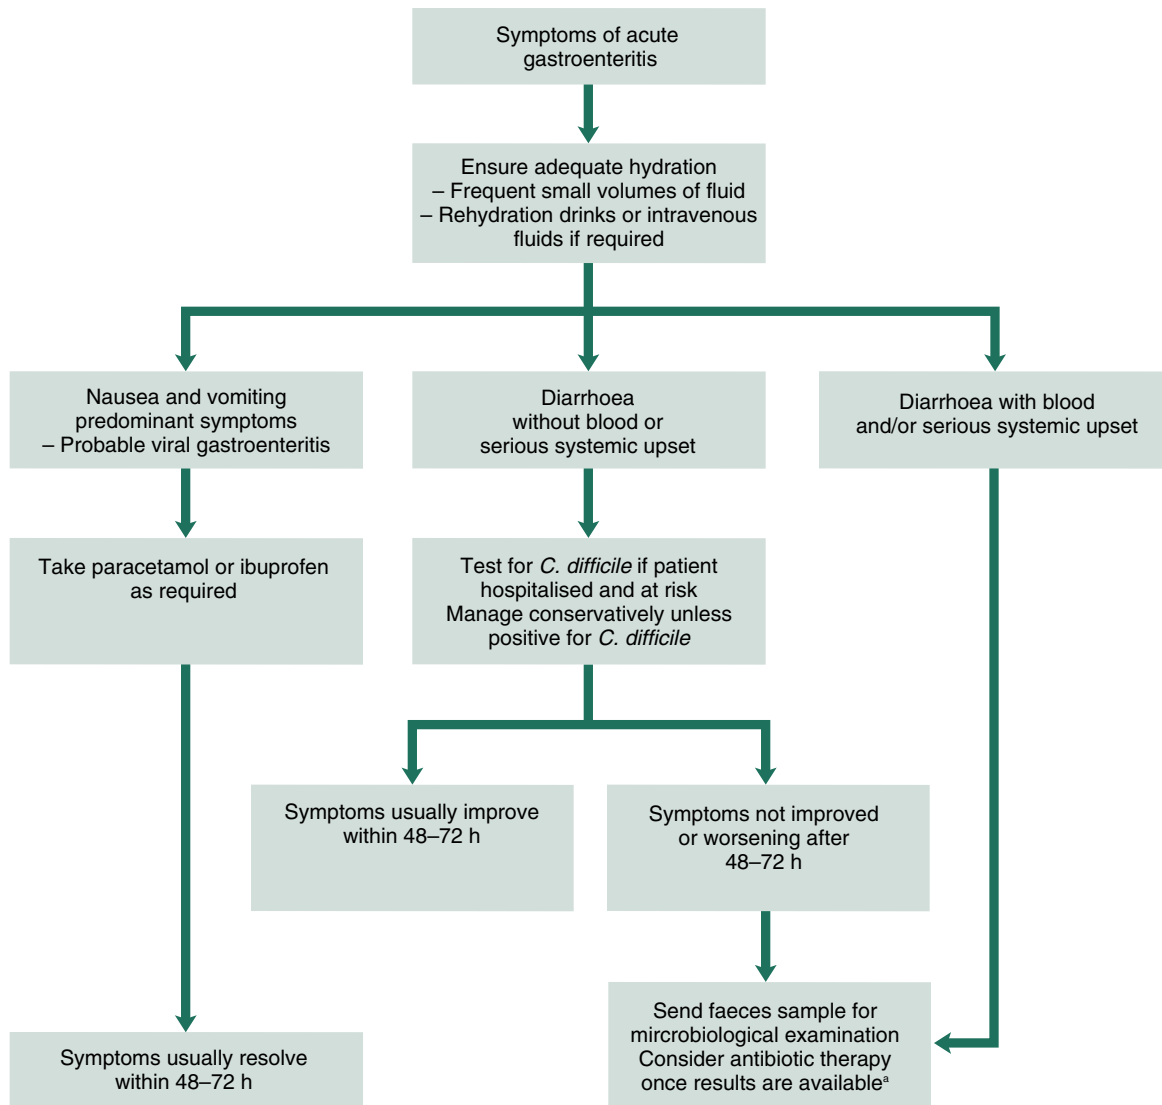 Symptoms of acute
gastroenteritis
Ensure adequate hydration
– Frequent small volumes of fluid
– Rehydration drinks or intravenous
fluids if required
Nausea and vomiting
predominant symptoms
– Probable viral gastroenteritis
Diarrhoea
without blood or
serious systemic upset
Diarrhoea with blood
and/or serious systemic upset
Take paracetamol or ibuprofen
as required
Test for C. difficile if patient
hospitalised and at risk
Manage conservatively unless
positive for C. difficile
Symptoms usually improve
within 48–72 h
Symptoms not improved
or worsening after
48–72 h
Symptoms usually resolve
within 48–72 h
Send faeces sample for
mircrobiological examination
Consider antibiotic therapy
once results are availableᵃ